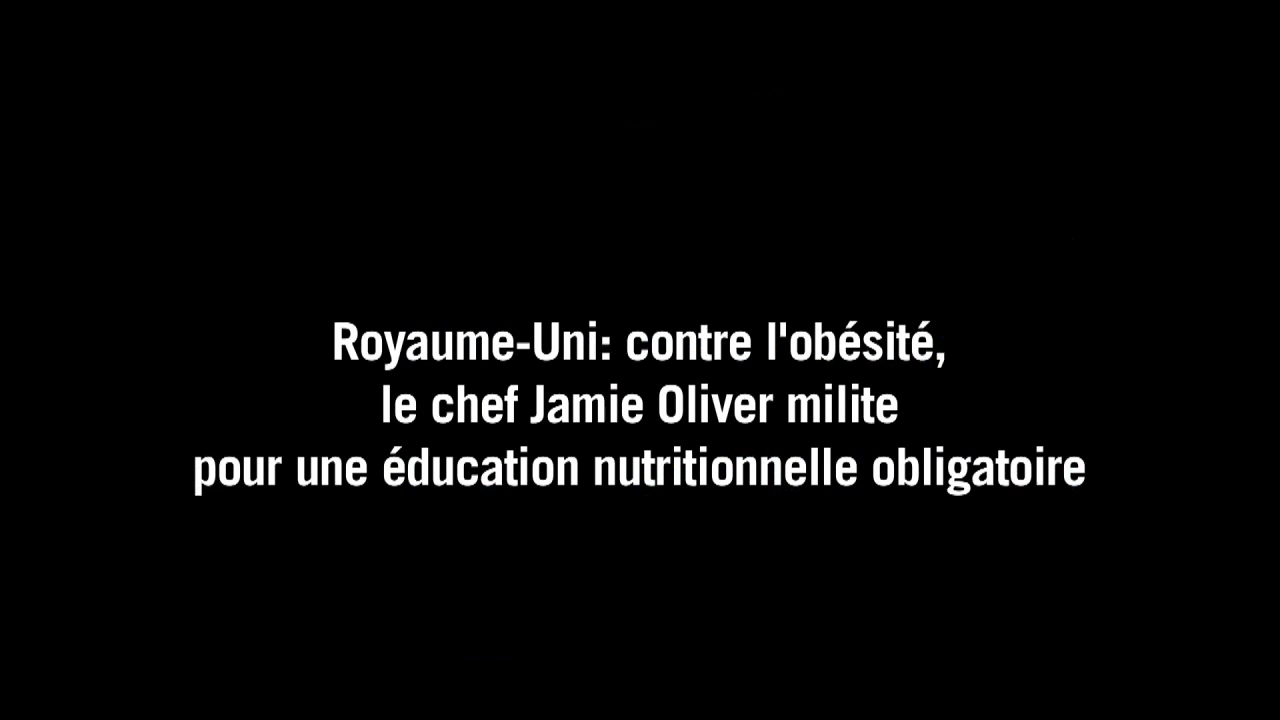 Royaume-Uni: contre l'obésité,
le chef Jamie Oliver milite
pour une éducation nutritionnelle obligatoire